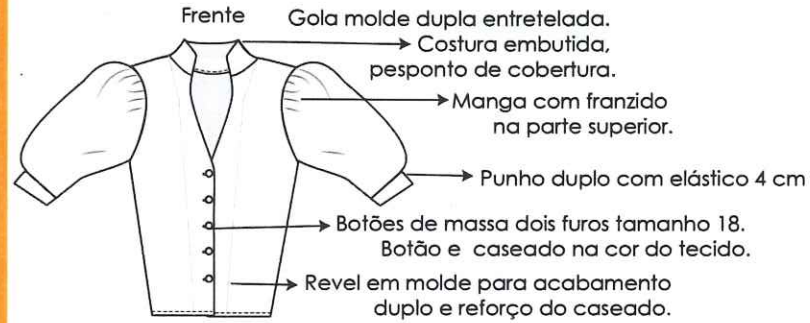 Frente
Gola molde dupla entretelada.
Costura embutida,
pesponto de cobertura.
Manga com franzido
na parte superior.
Punho duplo com elástico 4 cm
Botões de massa dois furos tamanho 18.
Botão e caseado na cor do tecido.
Revel em molde para acabamento
duplo e reforço do caseado.